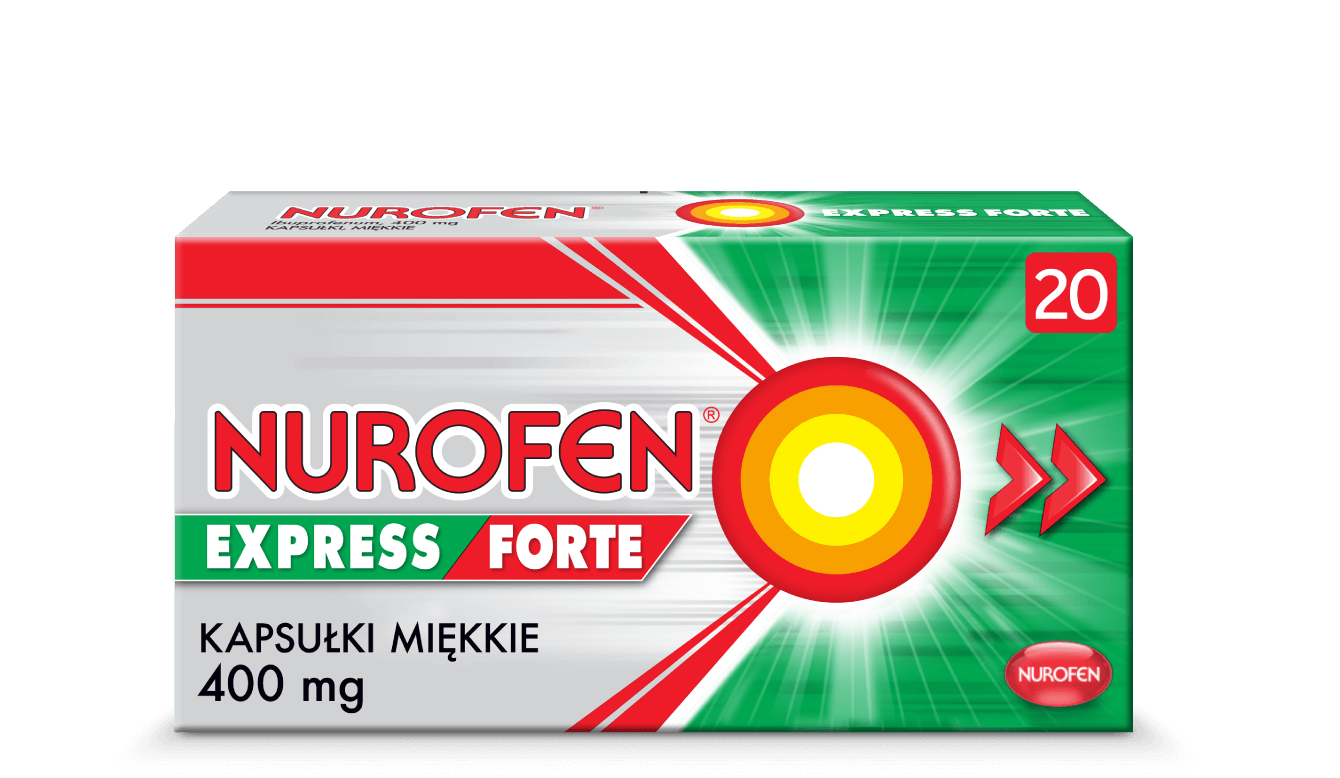 NUROFEN®
Ibuprofenum, 400 mg
KAPSUŁKI, MIĘKKIE
EXPRESS FORTE
20
NUROFEN®
EXPRESS FORTE
KAPSUŁKI MIĘKKIE
400 mg
NUROFEN